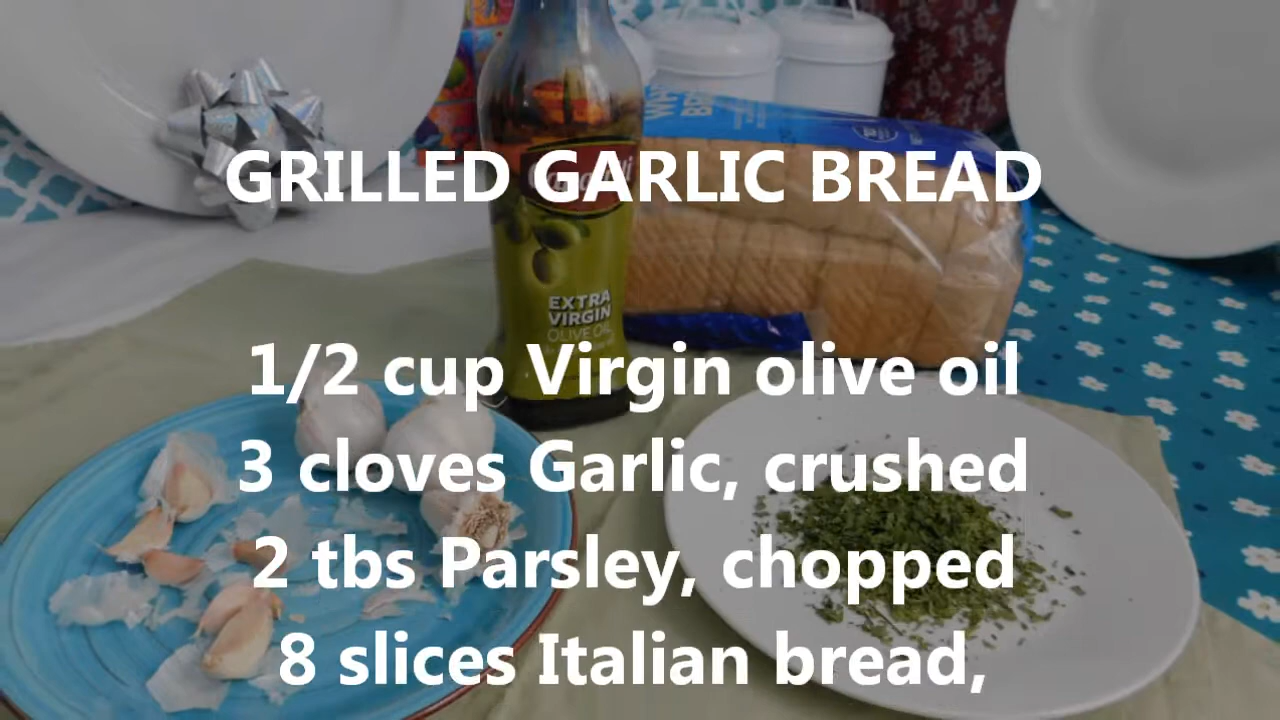 GRILLED GARLIC BREAD
EXTRA
VIRGIN
OLIVE OIL
1/2 cup Virgin olive oil
3 cloves Garlic, crushed
2 tbs Parsley, chopped
8 slices Italian bread,